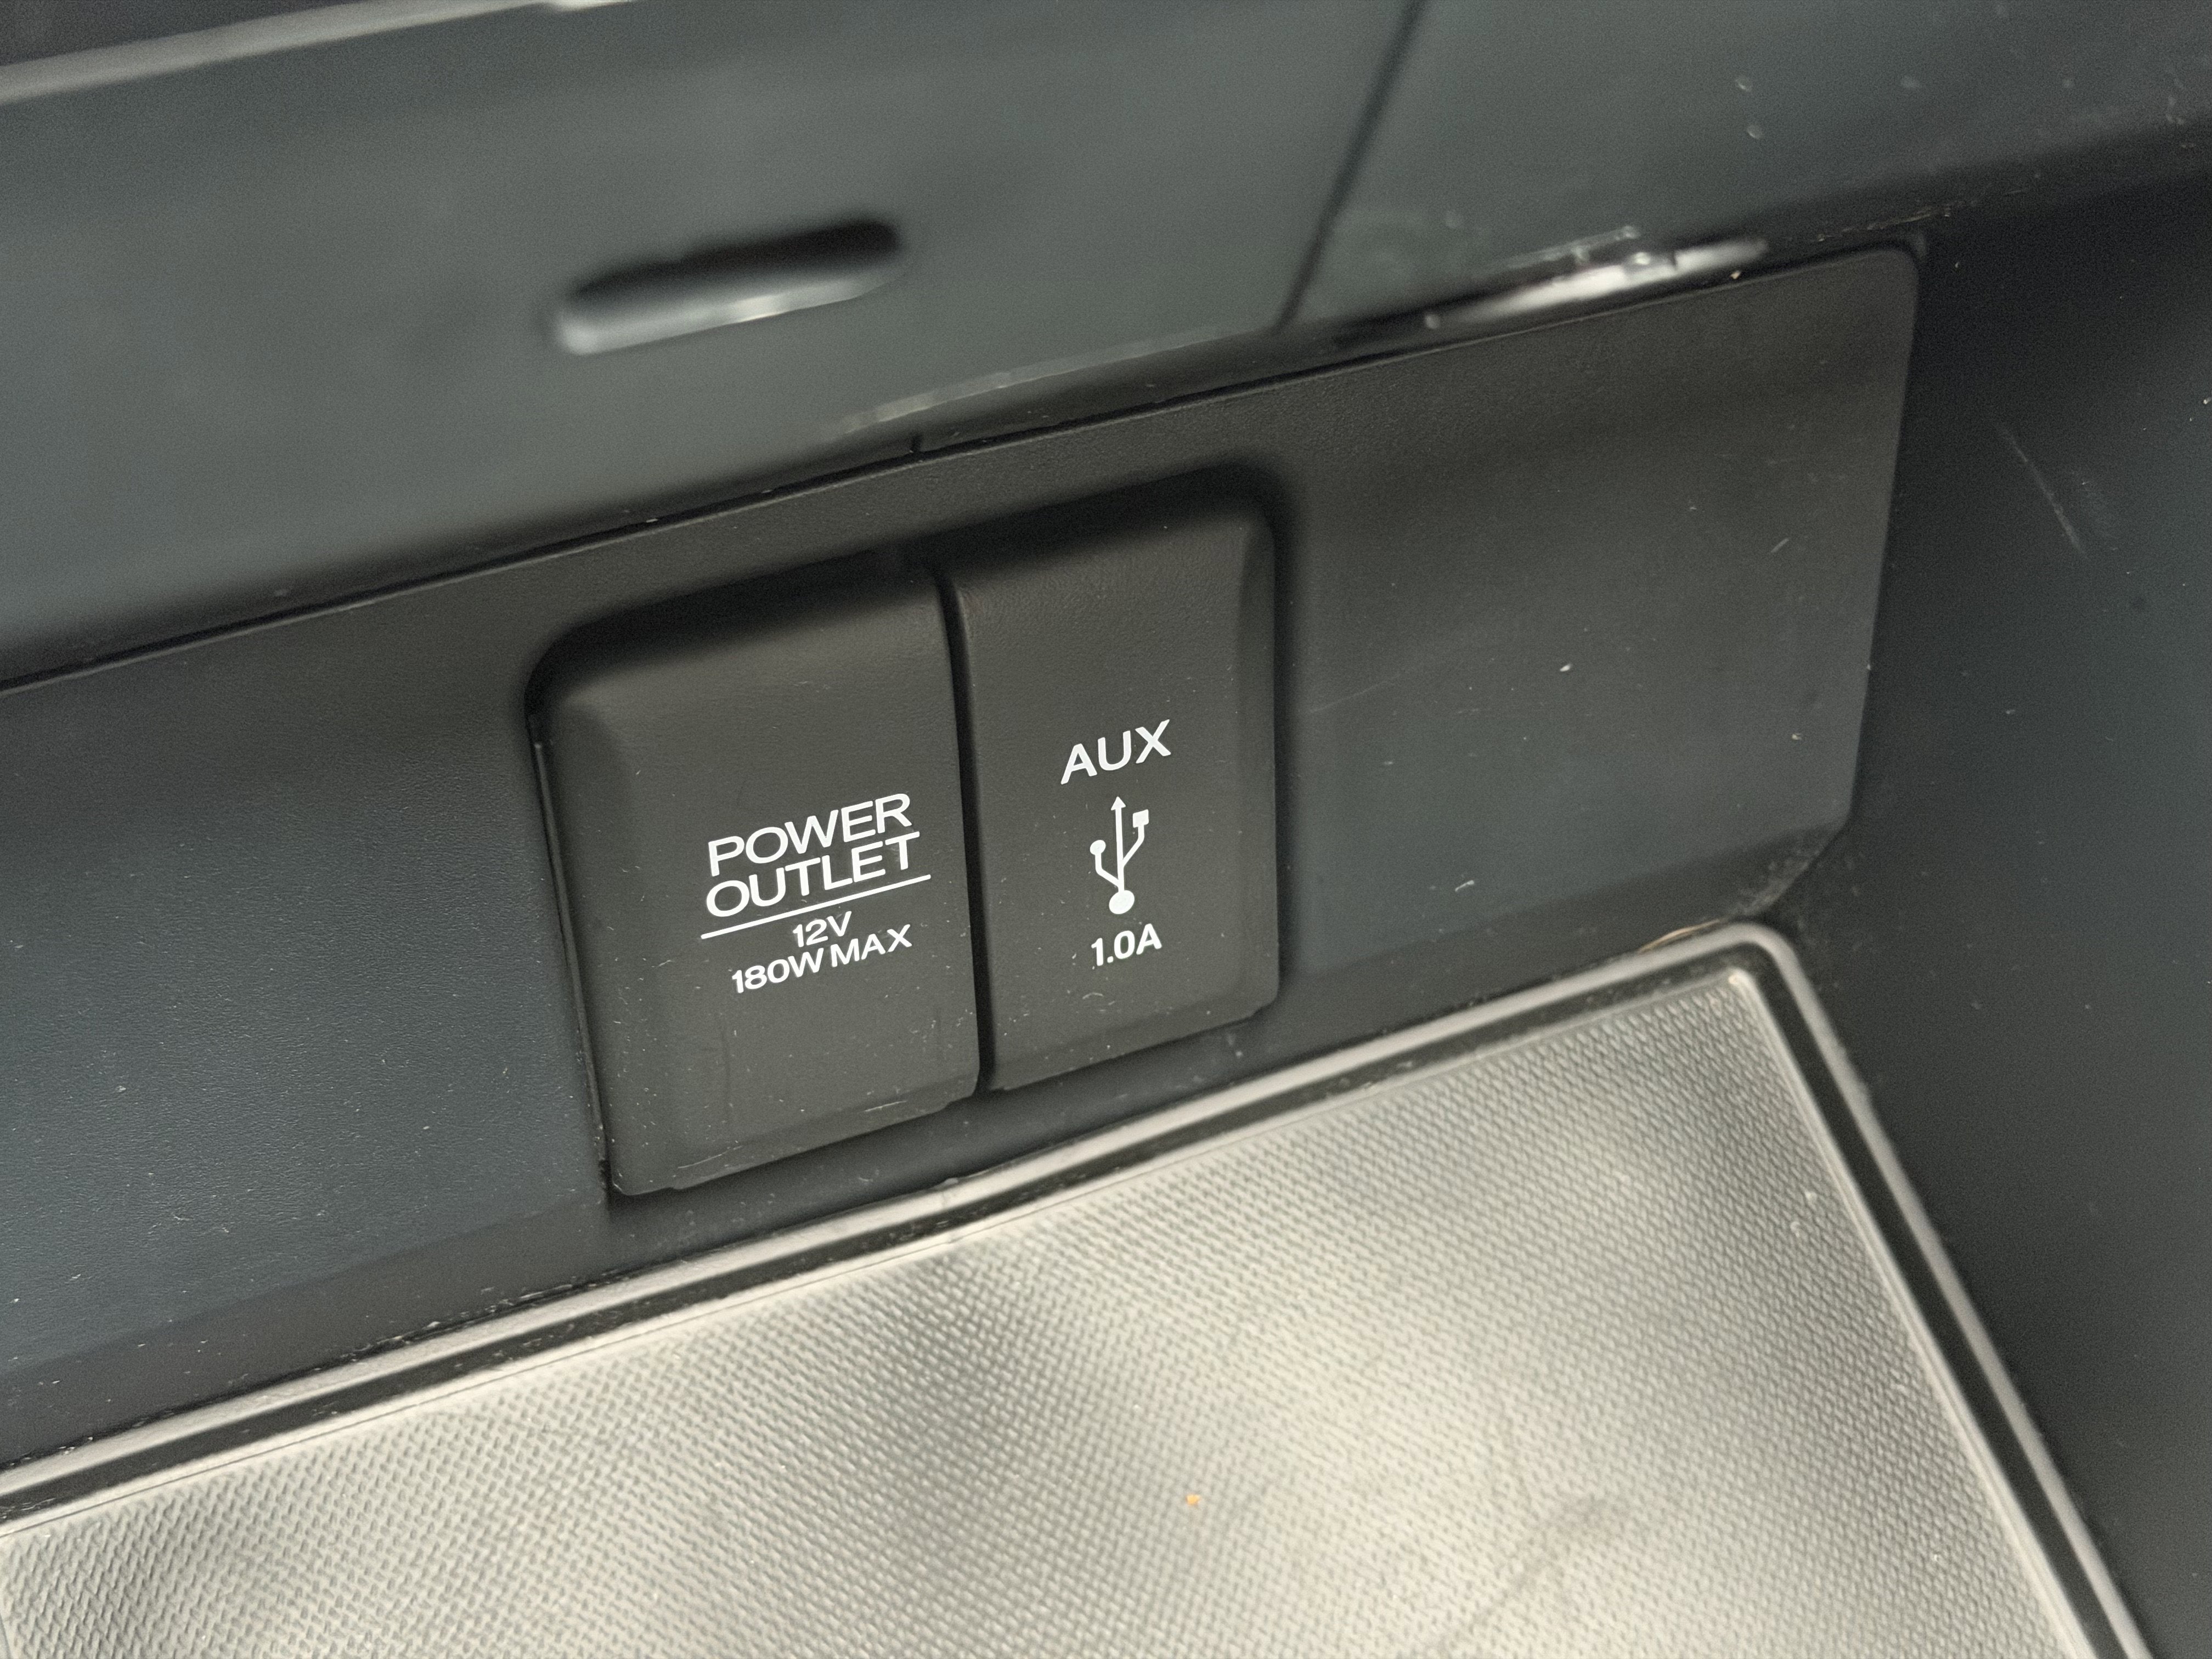 POWER
OUTLET
12V
180W MAX
AUX
1.0A